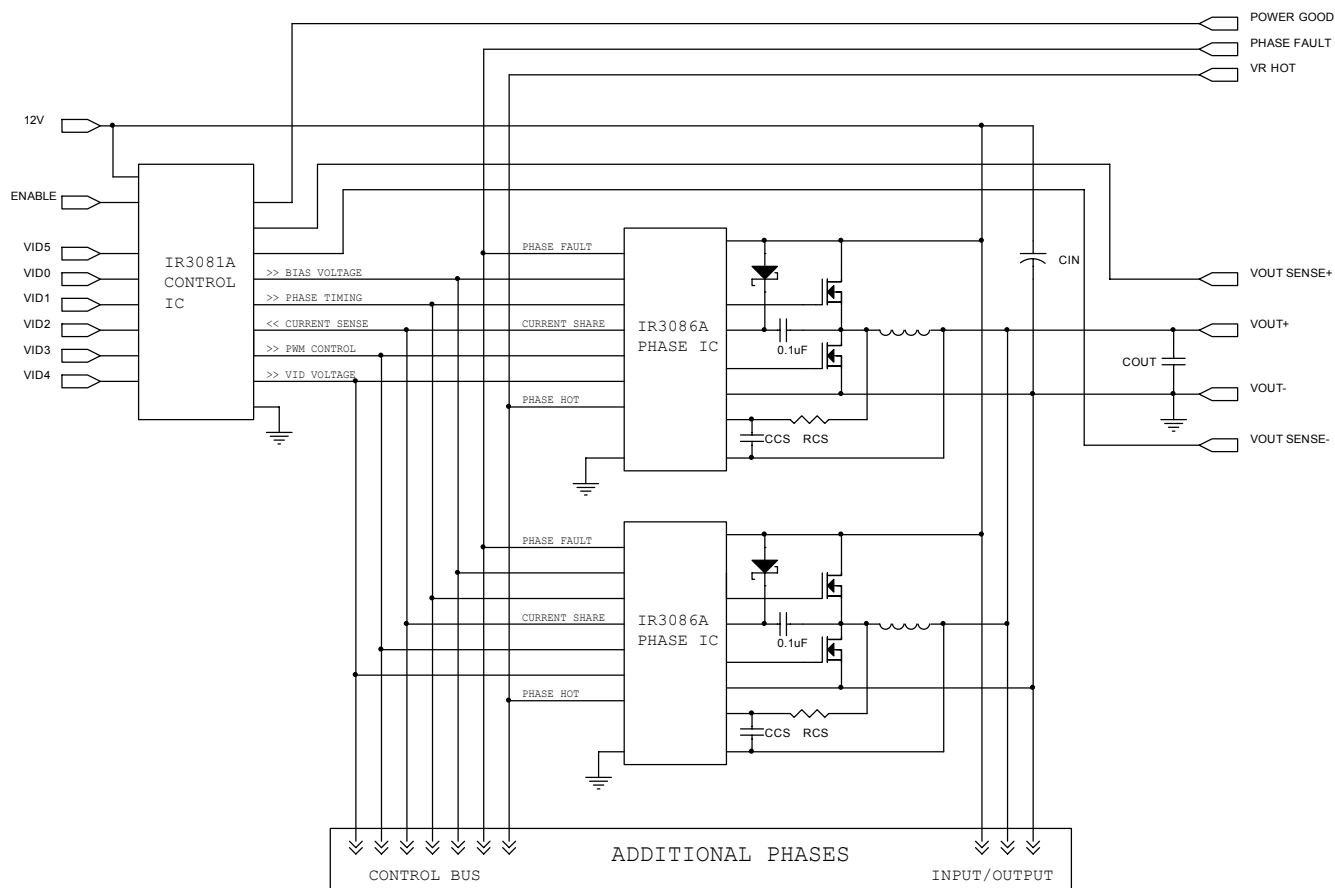 POWER GOOD
PHASE FAULT
VR HOT
12V
ENABLE
VID5
VID0
VID1
VID2
VID3
VID4
IR3081A
CONTROL
IC
>> BIAS VOLTAGE
>> PHASE TIMING
<< CURRENT SENSE
>> PWM CONTROL
>> VID VOLTAGE
PHASE FAULT
CURRENT SHARE
PHASE HOT
IR3086A
PHASE IC
0.1uF
CCS RCS
CIN
COUT
VOUT SENSE+
VOUT+
VOUT-
VOUT SENSE-
PHASE FAULT
CURRENT SHARE
PHASE HOT
IR3086A
PHASE IC
0.1uF
CCS RCS
ADDITIONAL PHASES
CONTROL BUS
INPUT/OUTPUT